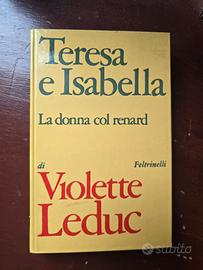 Teresa
e Isabella
La donna col renard
di
Feltrinelli
Violette
Leduc
subito